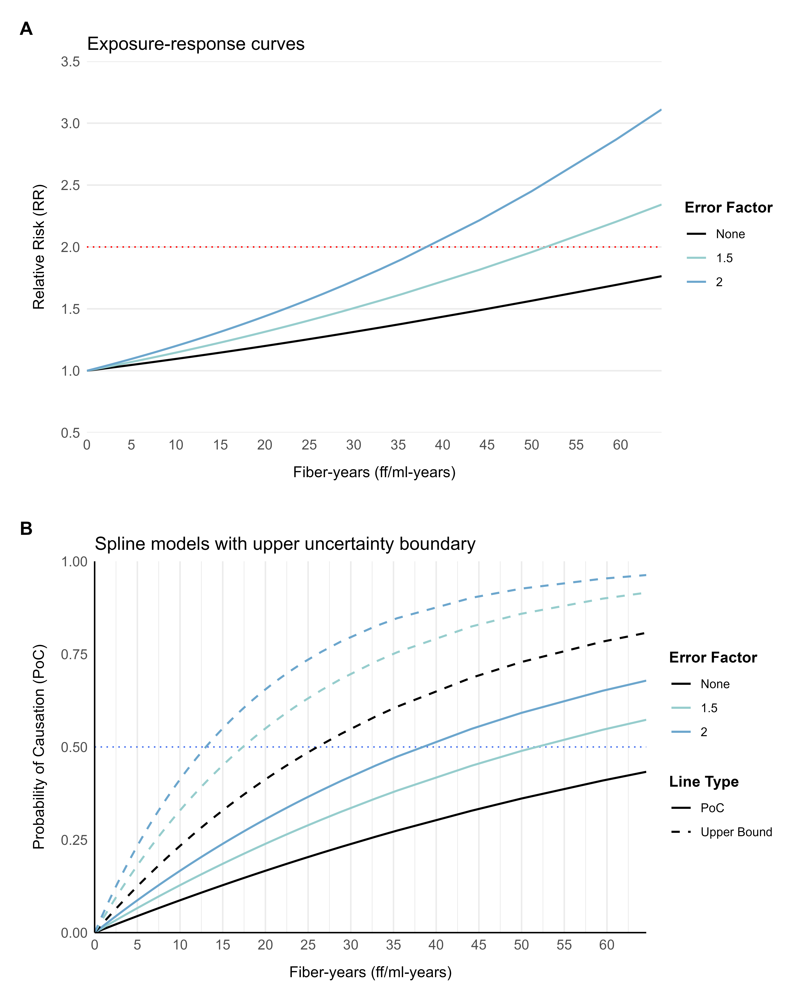 A
Exposure-response curves
3.5
3.0
2.5
2.0
1.5
1.0
0.5
Relative Risk (RR)
0 5 10 15 20 25 30 35 40 45 50 55 60
Fiber-years (ff/ml-years)
Error Factor
None
1.5
2
B
Spline models with upper uncertainty boundary
1.00
0.75
0.50
0.25
0.00
Probability of Causation (PoC)
0 5 10 15 20 25 30 35 40 45 50 55 60
Fiber-years (ff/ml-years)
Error Factor
None
1.5
2
Line Type
PoC
Upper Bound